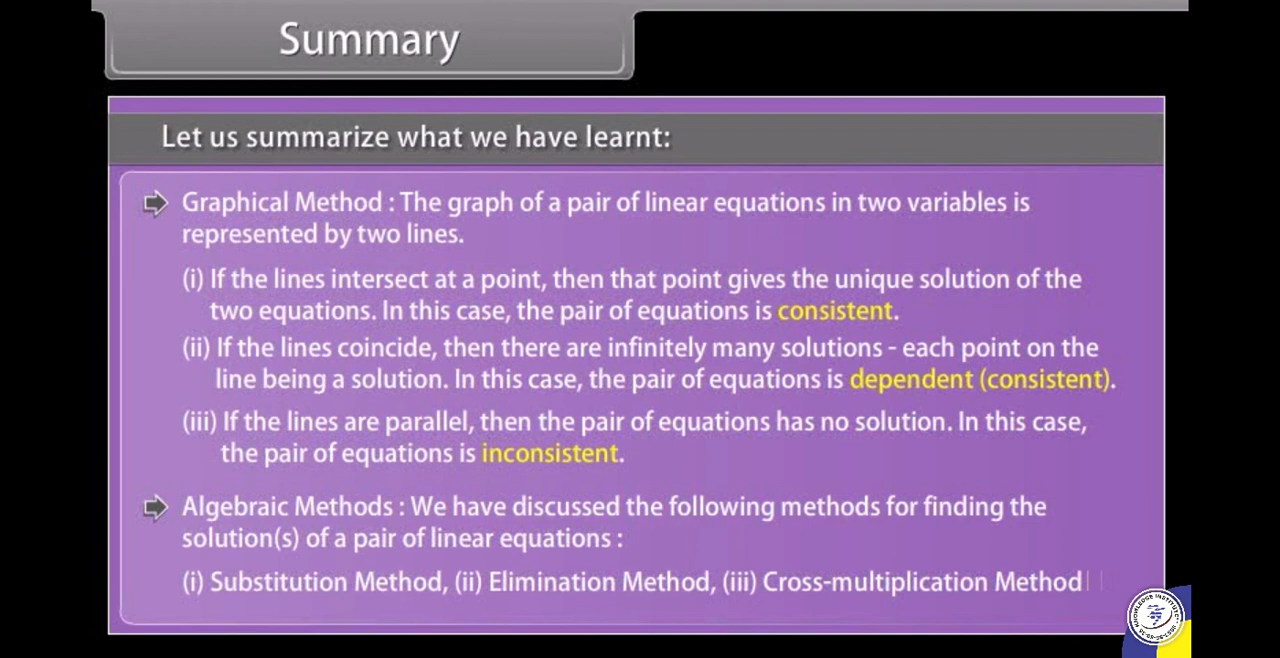 Summary
Let us summarize what we have learnt:
Graphical Method : The graph of a pair of linear equations in two variables is
represented by two lines.
(i) If the lines intersect at a point, then that point gives the unique solution of the
two equations. In this case, the pair of equations is consistent.
(ii) If the lines coincide, then there are infinitely many solutions - each point on the
line being a solution. In this case, the pair of equations is dependent (consistent).
(iii) If the lines are parallel, then the pair of equations has no solution. In this case,
the pair of equations is inconsistent.
Algebraic Methods : We have discussed the following methods for finding the
solution(s) of a pair of linear equations :
(i) Substitution Method, (ii) Elimination Method, (iii) Cross-multiplication Method
KNOWLEDGE INSTITUTE